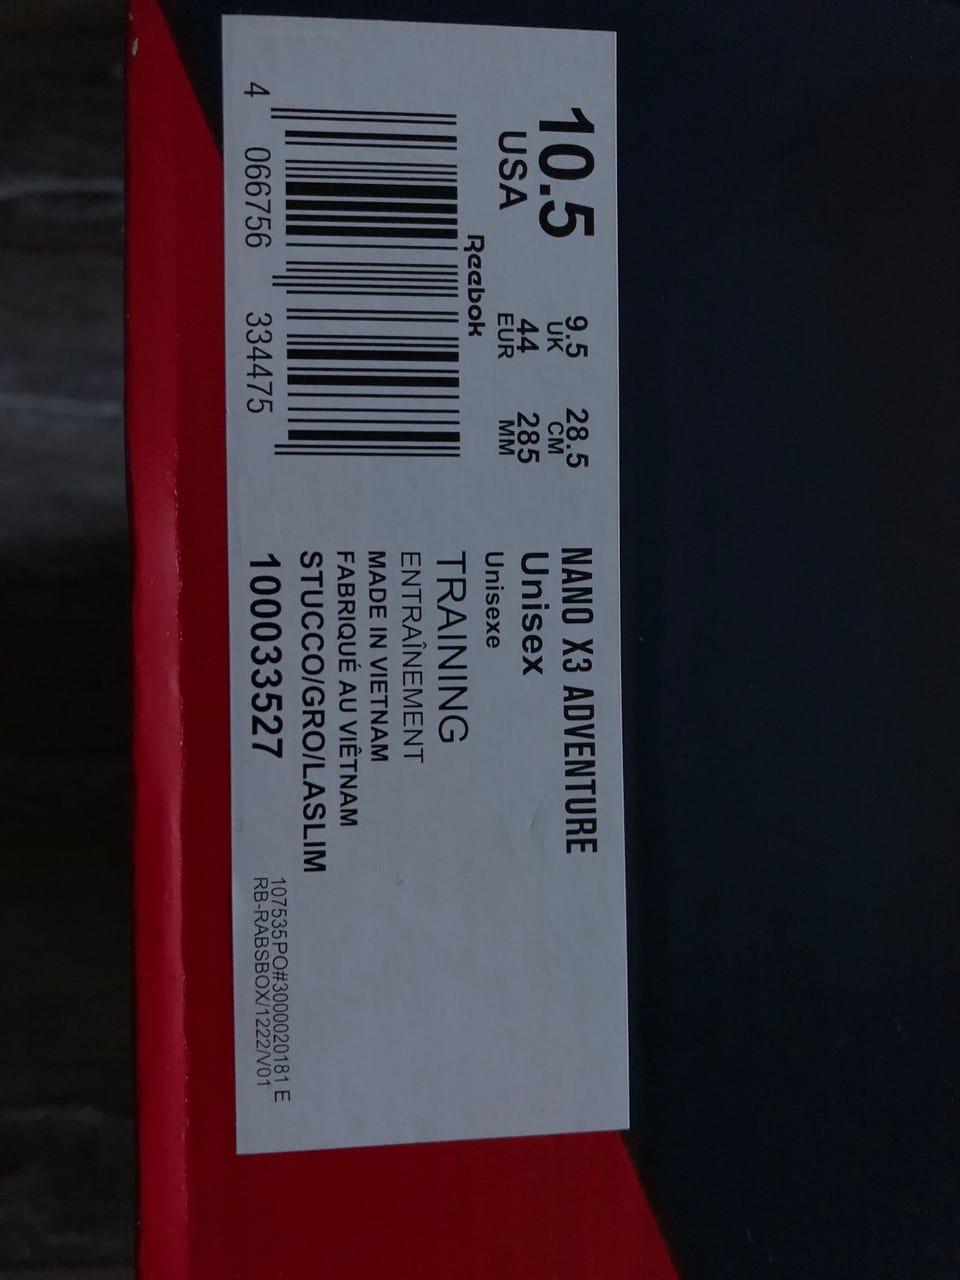 10.5
USA
9.5
UK
44
EUR
28.5
CM
285
MM
Reebok
4 066756 334475
NANO X3 ADVENTURE
Unisex
Unisexe
TRAINING
ENTRAÎNEMENT
MADE IN VIETNAM
FABRIQUÉ AU VIÊTNAM
STUCCO/GRO/LASLIM
100033527
107535PO#3000020181 E
RB-RABSBOX/1222/V01